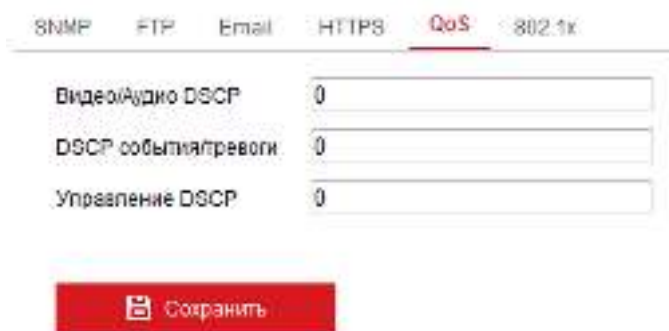 SNMP FTP Email HTTPS QoS 802.1x
Видео/Аудио DSCP 0
DSCP события/тревоги 0
Управление DSCP 0
Сохранить